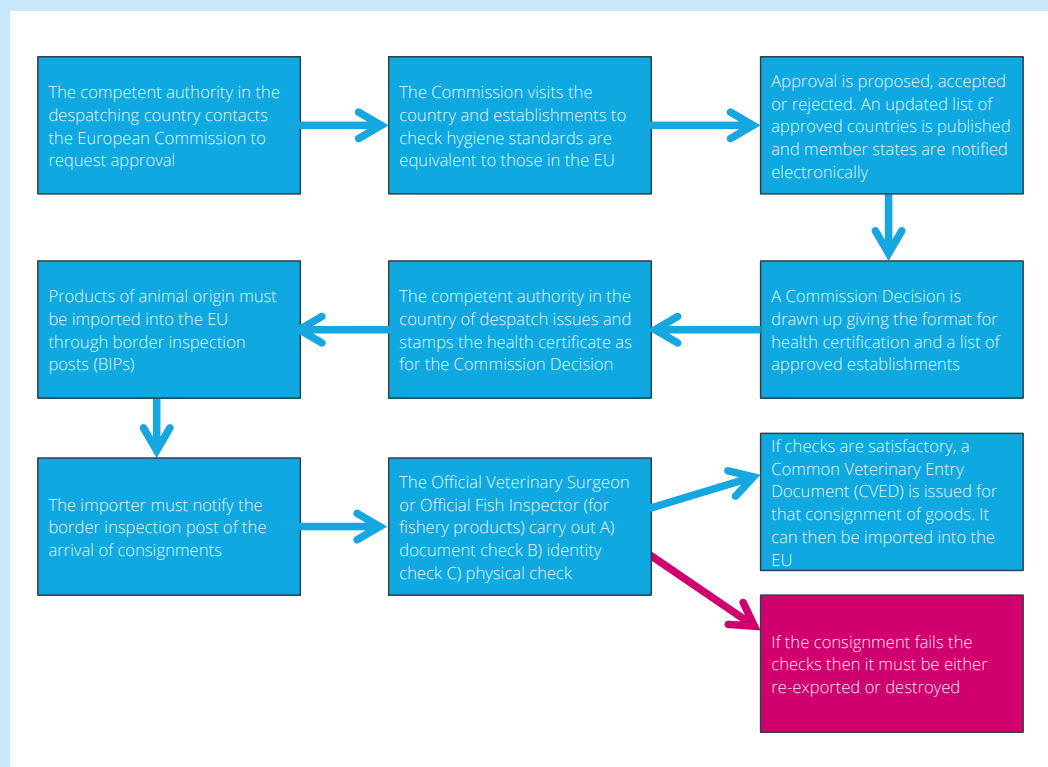 The competent authority in the
despatching country contacts
the European Commission to
request approval
The Commission visits the
country and establishments to
check hygiene standards are
equivalent to those in the EU
Approval is proposed, accepted
or rejected. An updated list of
approved countries is published
and member states are notified
electronically
A Commission Decision is
drawn up giving the format for
health certification and a list of
approved establishments
The competent authority in the
country of despatch issues and
stamps the health certificate as
for the Commission Decision
Products of animal origin must
be imported into the EU
through border inspection
posts (BIPs)
The importer must notify the
border inspection post of the
arrival of consignments
The Official Veterinary Surgeon
or Official Fish Inspector (for
fishery products) carry out A)
document check B) identity
check C) physical check
If checks are satisfactory, a
Common Veterinary Entry
Document (CVED) is issued for
that consignment of goods. It
can then be imported into the
EU
If the consignment fails the
checks then it must be either
re-exported or destroyed